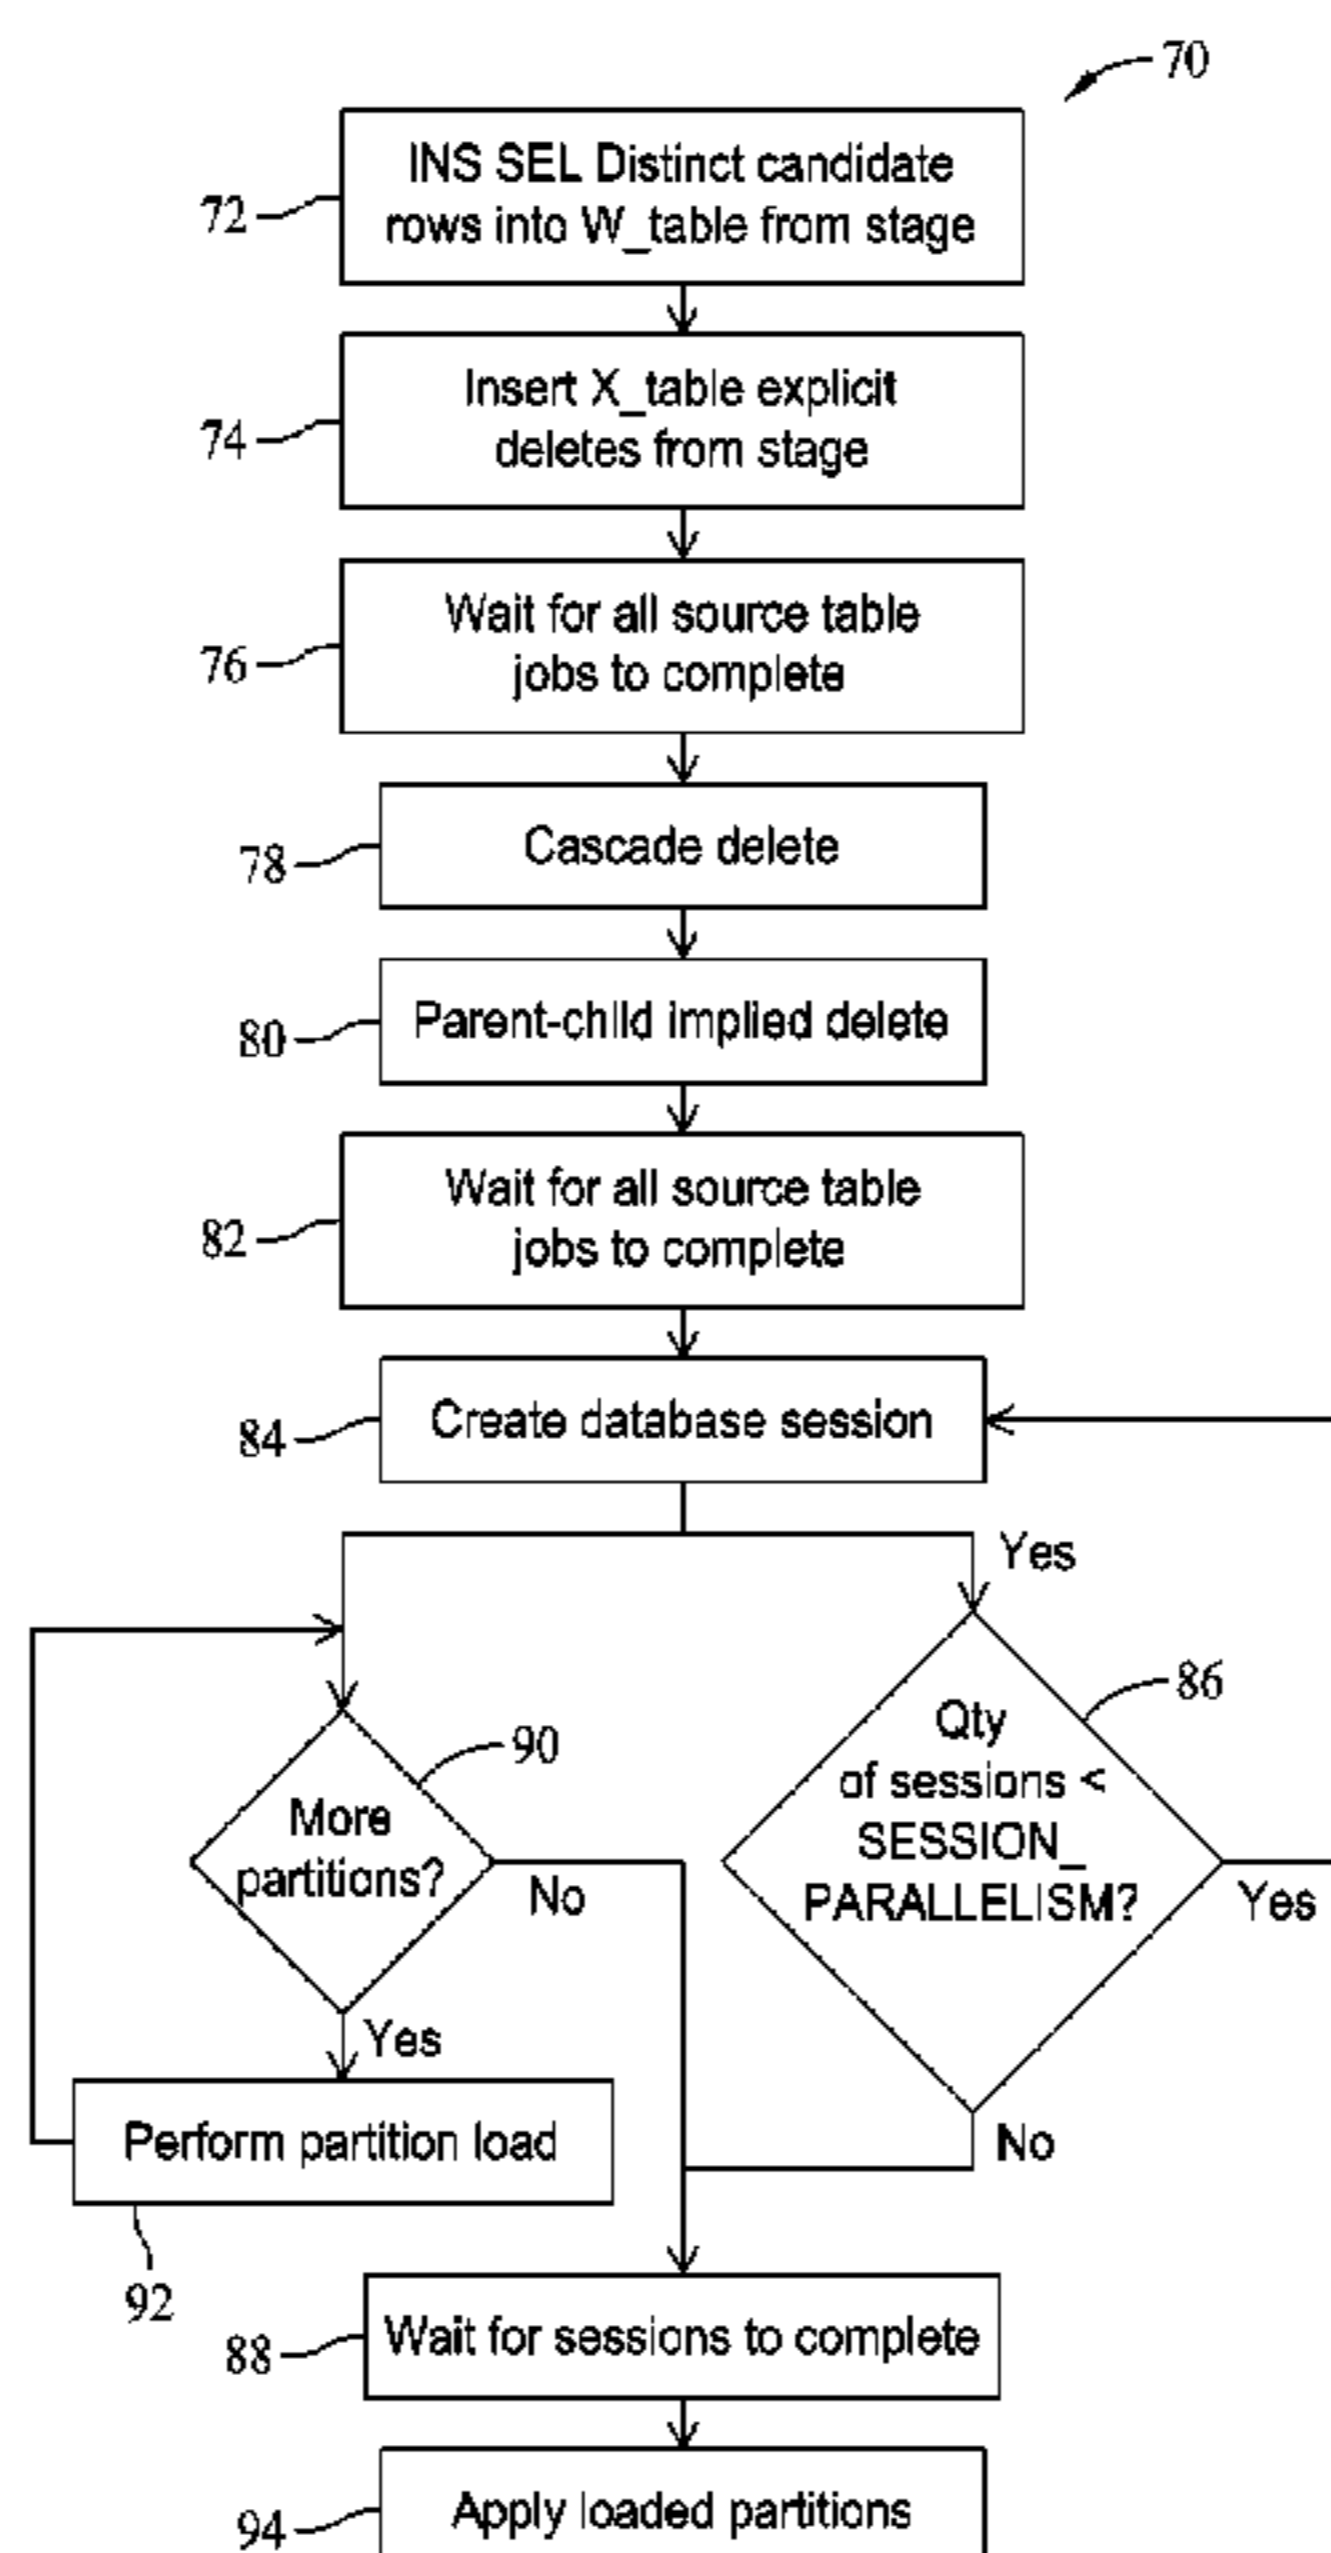 70
INS SEL Distinct candidate
rows into W_table from stage
72
Insert X_table explicit
deletes from stage
74
Wait for all source table
jobs to complete
76
Cascade delete
78
Parent-child implied delete
80
Wait for all source table
jobs to complete
82
Create database session
84
Yes
86
Qty
of sessions <
SESSION_
PARALLELISM?
Yes
No
90
More
partitions?
No
Yes
Perform partition load
92
Wait for sessions to complete
88
Apply loaded partitions
94